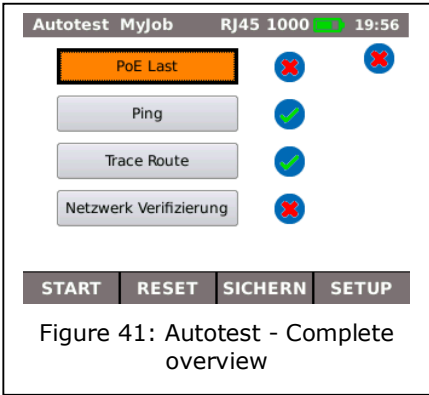 Autotest MyJob RJ45 1000 19:56
PoE Last
Ping
Trace Route
Netzwerk Verifizierung
START RESET SICHERN SETUP
Figure 41: Autotest - Complete
overview